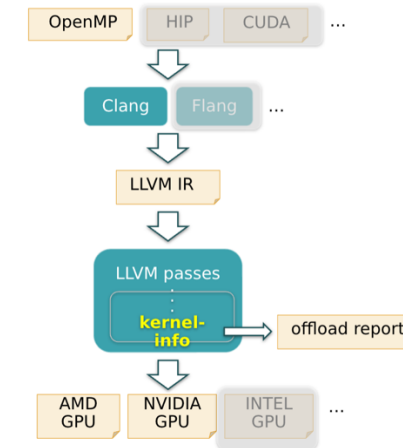 OpenMP HIP CUDA ...
Clang Flang ...
LLVM IR
LLVM passes
kernel-
info
offload report
AMD
GPU
NVIDIA
GPU
INTEL
GPU
...